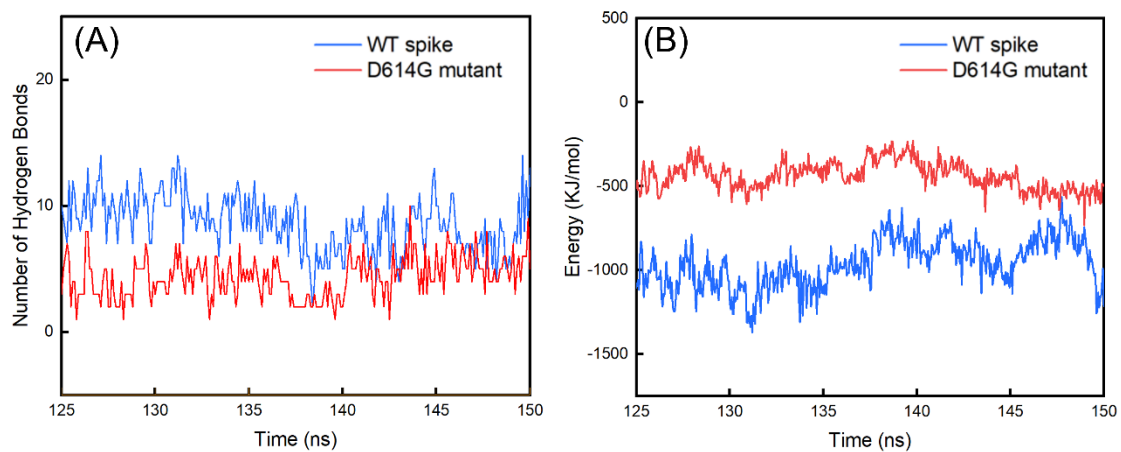 (A)
WT spike
D614G mutant
Number of Hydrogen Bonds
20
10
0
125 130 135 140 145 150
Time (ns)
(B)
WT spike
D614G mutant
Energy (KJ/mol)
500
0
-500
-1000
-1500
125 130 135 140 145 150
Time (ns)